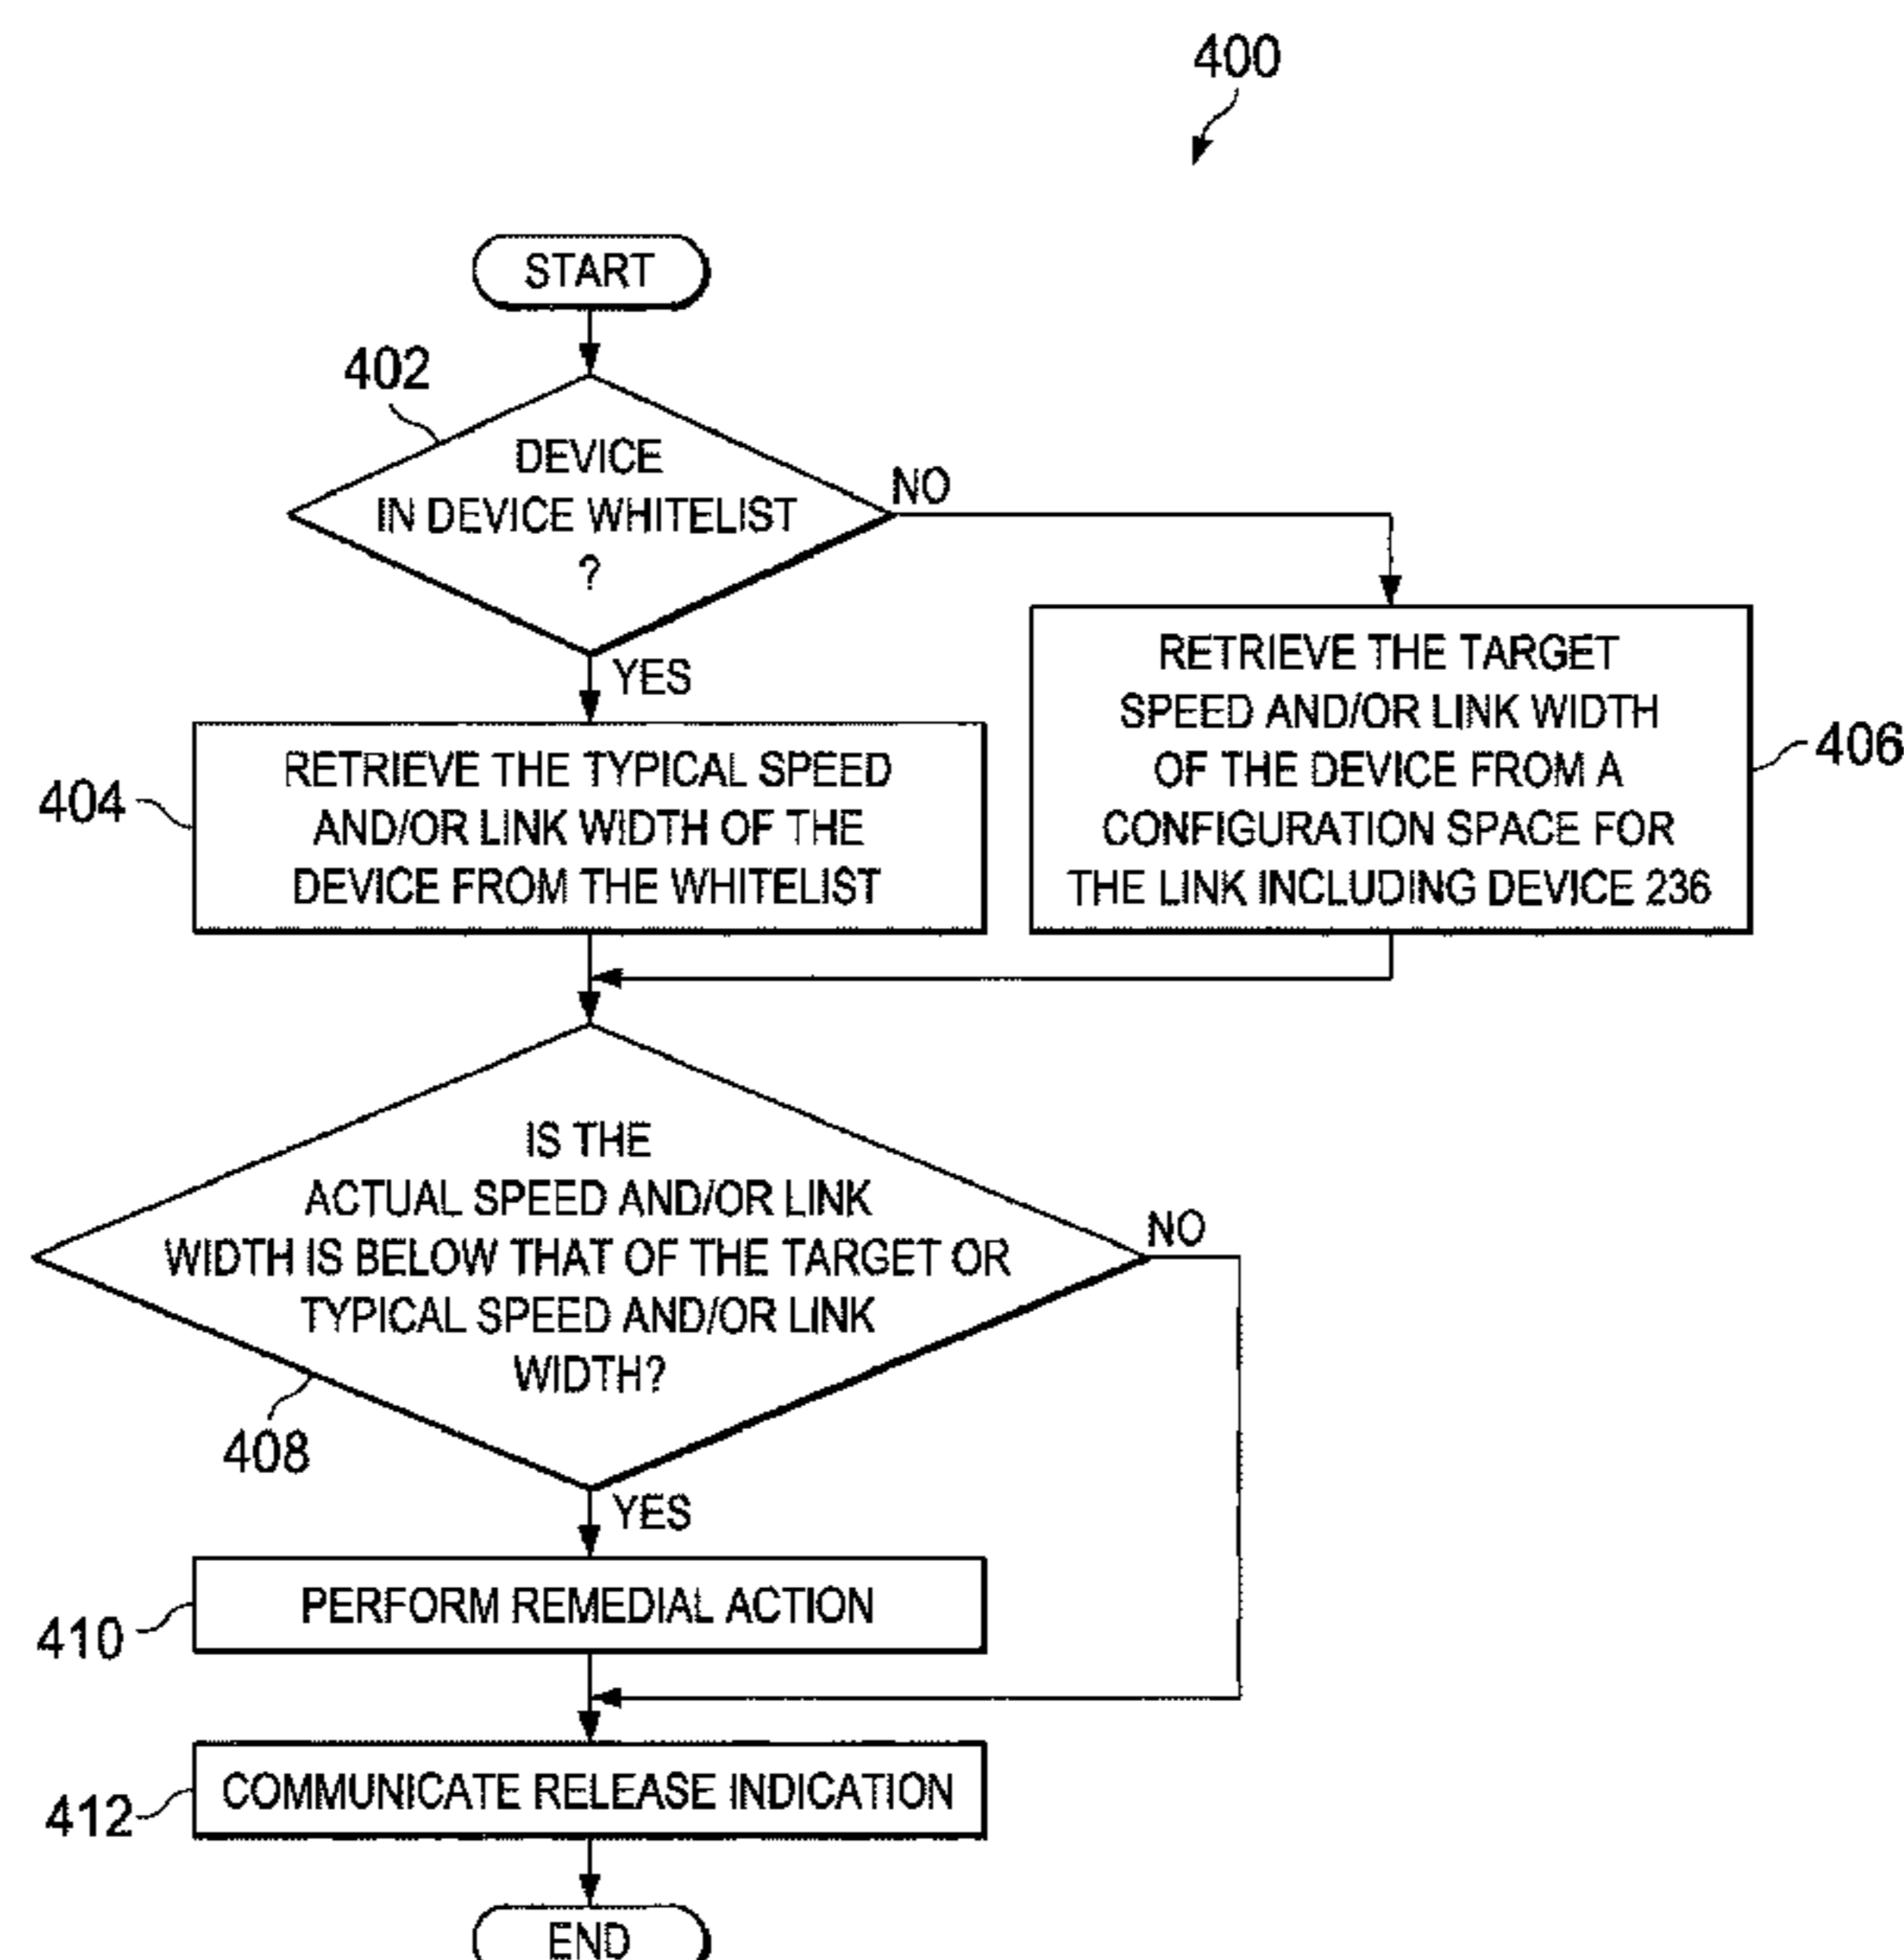 400
START
402
DEVICE
IN DEVICE WHITELIST
?
NO
YES
RETRIEVE THE TARGET
SPEED AND/OR LINK WIDTH
OF THE DEVICE FROM A
CONFIGURATION SPACE FOR
THE LINK INCLUDING DEVICE 236
406
404
RETRIEVE THE TYPICAL SPEED
AND/OR LINK WIDTH OF THE
DEVICE FROM THE WHITELIST
IS THE
ACTUAL SPEED AND/OR LINK
WIDTH IS BELOW THAT OF THE TARGET OR
TYPICAL SPEED AND/OR LINK
WIDTH?
NO
408
YES
PERFORM REMEDIAL ACTION
410
COMMUNICATE RELEASE INDICATION
412
END